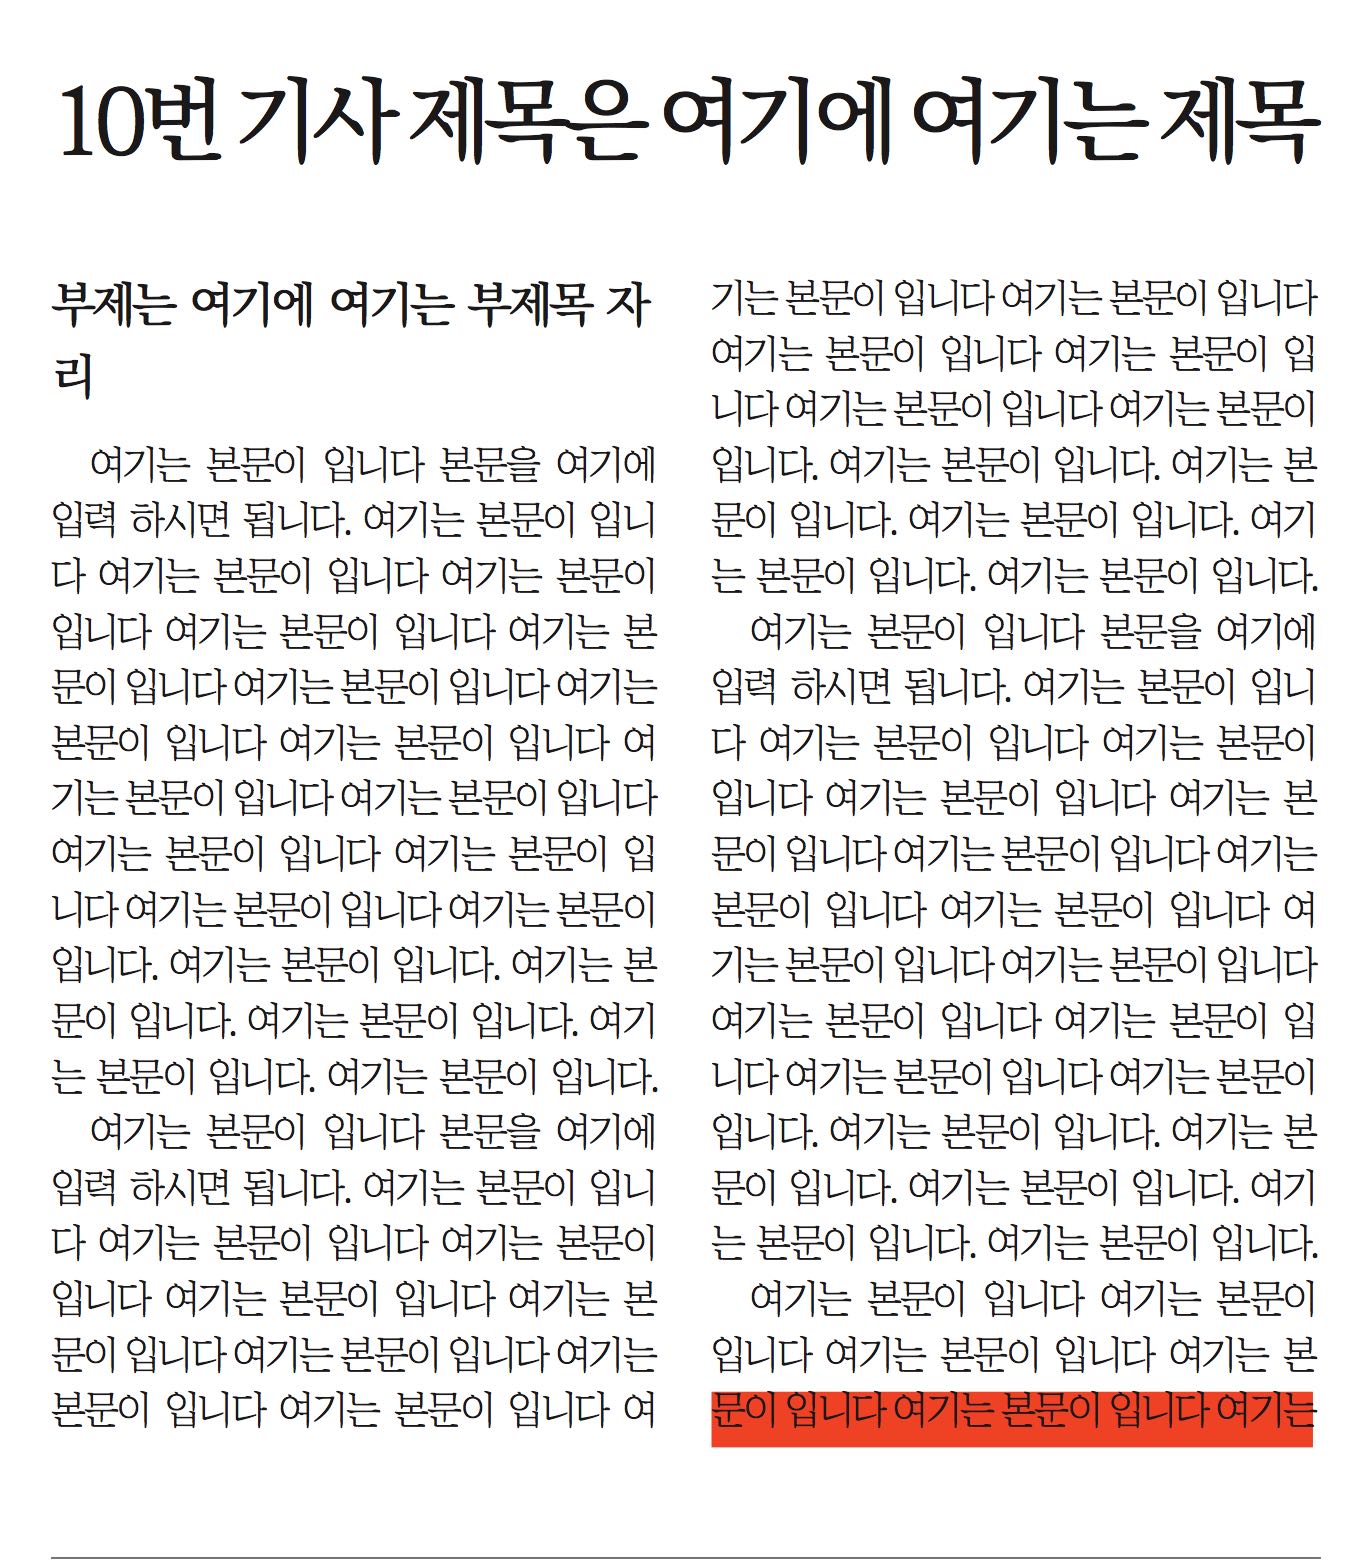 10번 기사 제목은 여기에 여기는 제목
부제는 여기에 여기는 부제목 자
리
여기는 본문이 입니다 본문을 여기에
입력 하시면 됩니다. 여기는 본문이 입니
다 여기는 본문이 입니다 여기는 본문이
입니다 여기는 본문이 입니다 여기는 본
문이 입니다 여기는 본문이 입니다 여기는
본문이 입니다 여기는 본문이 입니다 여
기는 본문이 입니다 여기는 본문이 입니다
여기는 본문이 입니다 여기는 본문이 입
니다 여기는 본문이 입니다 여기는 본문이
입니다. 여기는 본문이 입니다. 여기는 본
문이 입니다. 여기는 본문이 입니다. 여기
는 본문이 입니다. 여기는 본문이 입니다.
여기는 본문이 입니다 본문을 여기에
입력 하시면 됩니다. 여기는 본문이 입니
다 여기는 본문이 입니다 여기는 본문이
입니다 여기는 본문이 입니다 여기는 본
문이 입니다 여기는 본문이 입니다 여기는
본문이 입니다 여기는 본문이 입니다 여
기는 본문이 입니다 여기는 본문이 입니다
여기는 본문이 입니다 여기는 본문이 입
니다 여기는 본문이 입니다 여기는 본문이
입니다. 여기는 본문이 입니다. 여기는 본
문이 입니다. 여기는 본문이 입니다. 여기
는 본문이 입니다. 여기는 본문이 입니다.
여기는 본문이 입니다 본문을 여기에
입력 하시면 됩니다. 여기는 본문이 입니
다 여기는 본문이 입니다 여기는 본문이
입니다 여기는 본문이 입니다 여기는 본
문이 입니다 여기는 본문이 입니다 여기는
본문이 입니다 여기는 본문이 입니다 여
기는 본문이 입니다 여기는 본문이 입니다
여기는 본문이 입니다 여기는 본문이 입
니다 여기는 본문이 입니다 여기는 본문이
입니다. 여기는 본문이 입니다. 여기는 본
문이 입니다. 여기는 본문이 입니다. 여기
는 본문이 입니다. 여기는 본문이 입니다.
여기는 본문이 입니다 여기는 본문이
입니다 여기는 본문이 입니다 여기는 본
문이 입니다 여기는 본문이 입니다 여기는